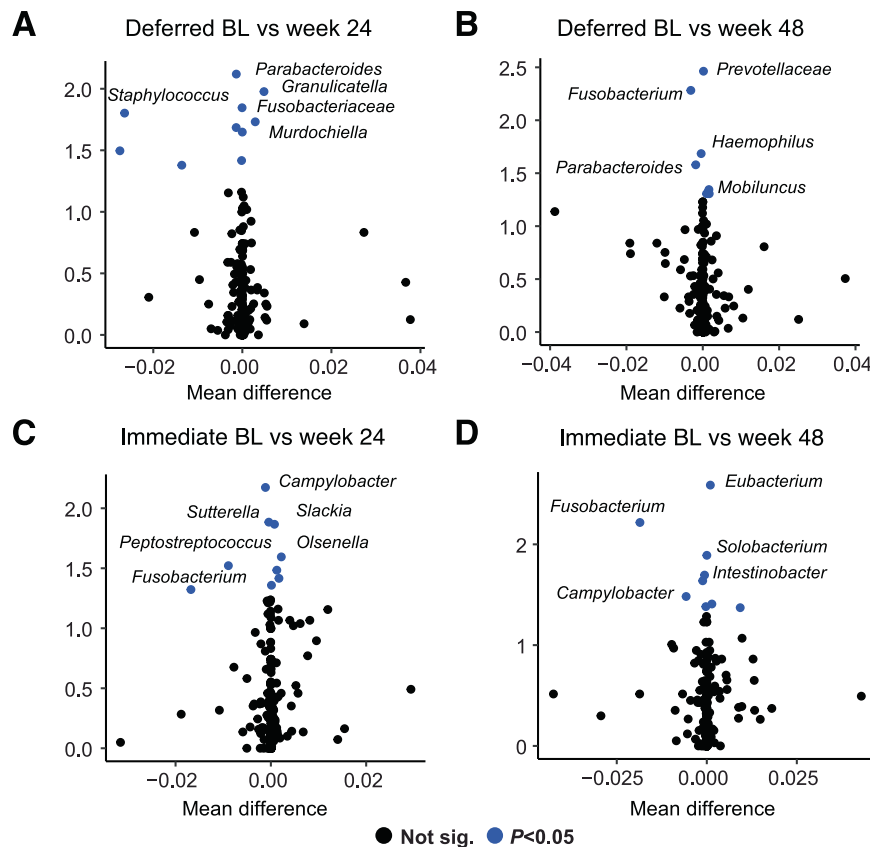 A
Deferred BL vs week 24
Parabacteroides
Granulicatella
Staphylococcus
Fusobacteriaceae
Murdochiella
2.0
1.5
1.0
0.5
0.0
−0.02 0.00 0.02 0.04
Mean difference
B
Deferred BL vs week 48
Prevotellaceae
Fusobacterium
Haemophilus
Parabacteroides
Mobiluncus
2.5
2.0
1.5
1.0
0.5
0.0
−0.04 −0.02 0.00 0.02 0.04
Mean difference
C
Immediate BL vs week 24
Campylobacter
Sutterella Slackia
Peptostreptococcus Olsenella
Fusobacterium
2.0
1.5
1.0
0.5
0.0
−0.02 0.00 0.02
Mean difference
D
Immediate BL vs week 48
Eubacterium
Fusobacterium
Solobacterium
Intestinobacter
Campylobacter
2
1
0
−0.025 0.000 0.025
Mean difference
Not sig. P<0.05